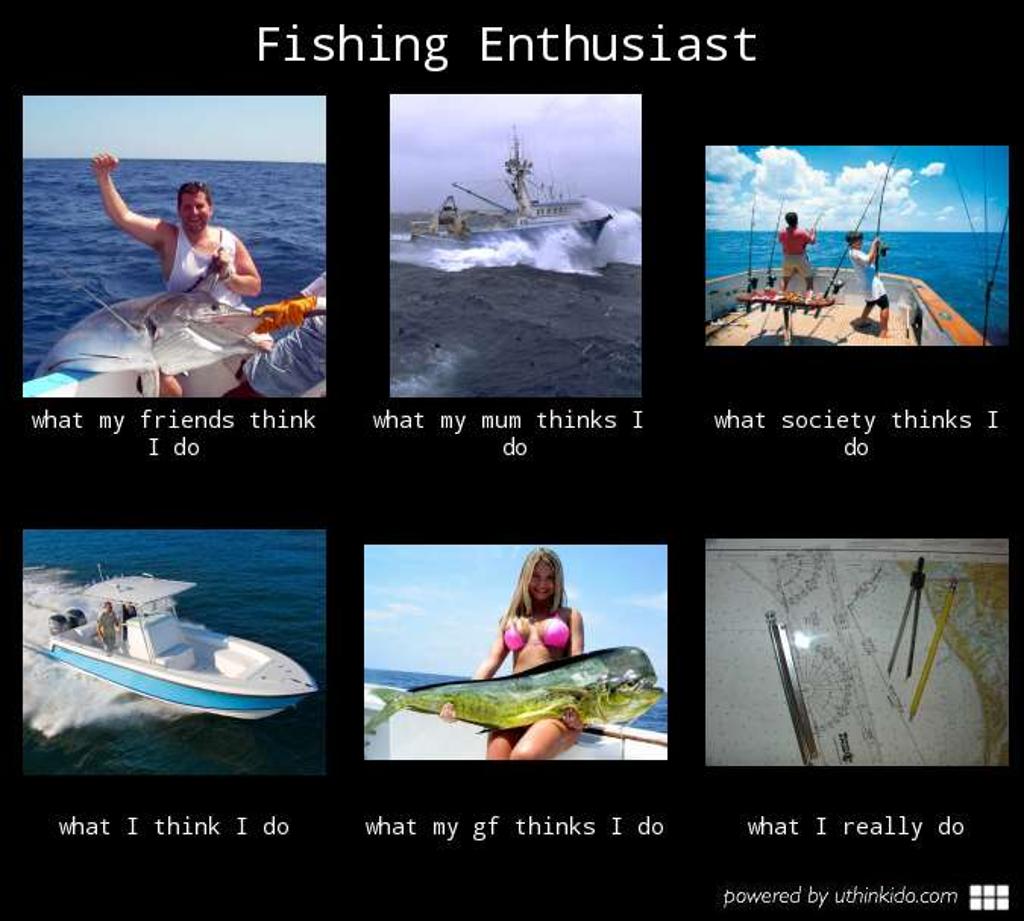 Fishing Enthusiast
what my friends think
I do
what my mum thinks I
do
what society thinks I
do
what I think I do
what my gf thinks I do
what I really do
powered by uthinkido.com